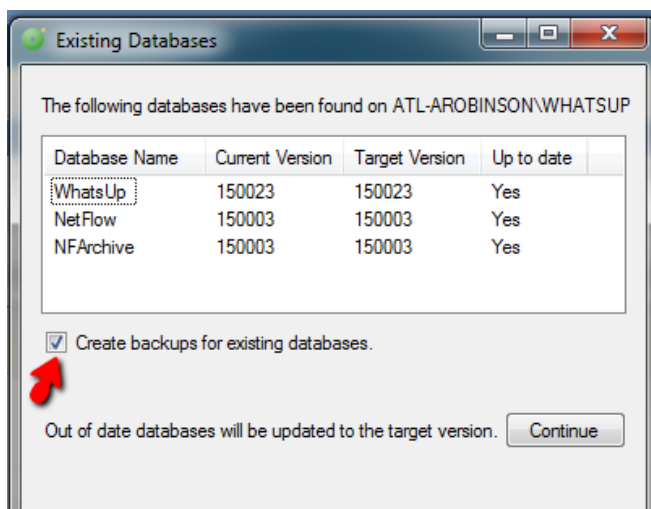 Existing Databases
The following databases have been found on ATL-AROBINSON\WHATSUP
Database Name Current Version Target Version Up to date
WhatsUp 150023 150023 Yes
NetFlow 150003 150003 Yes
NFArchive 150003 150003 Yes
Create backups for existing databases.
Out of date databases will be updated to the target version. Continue